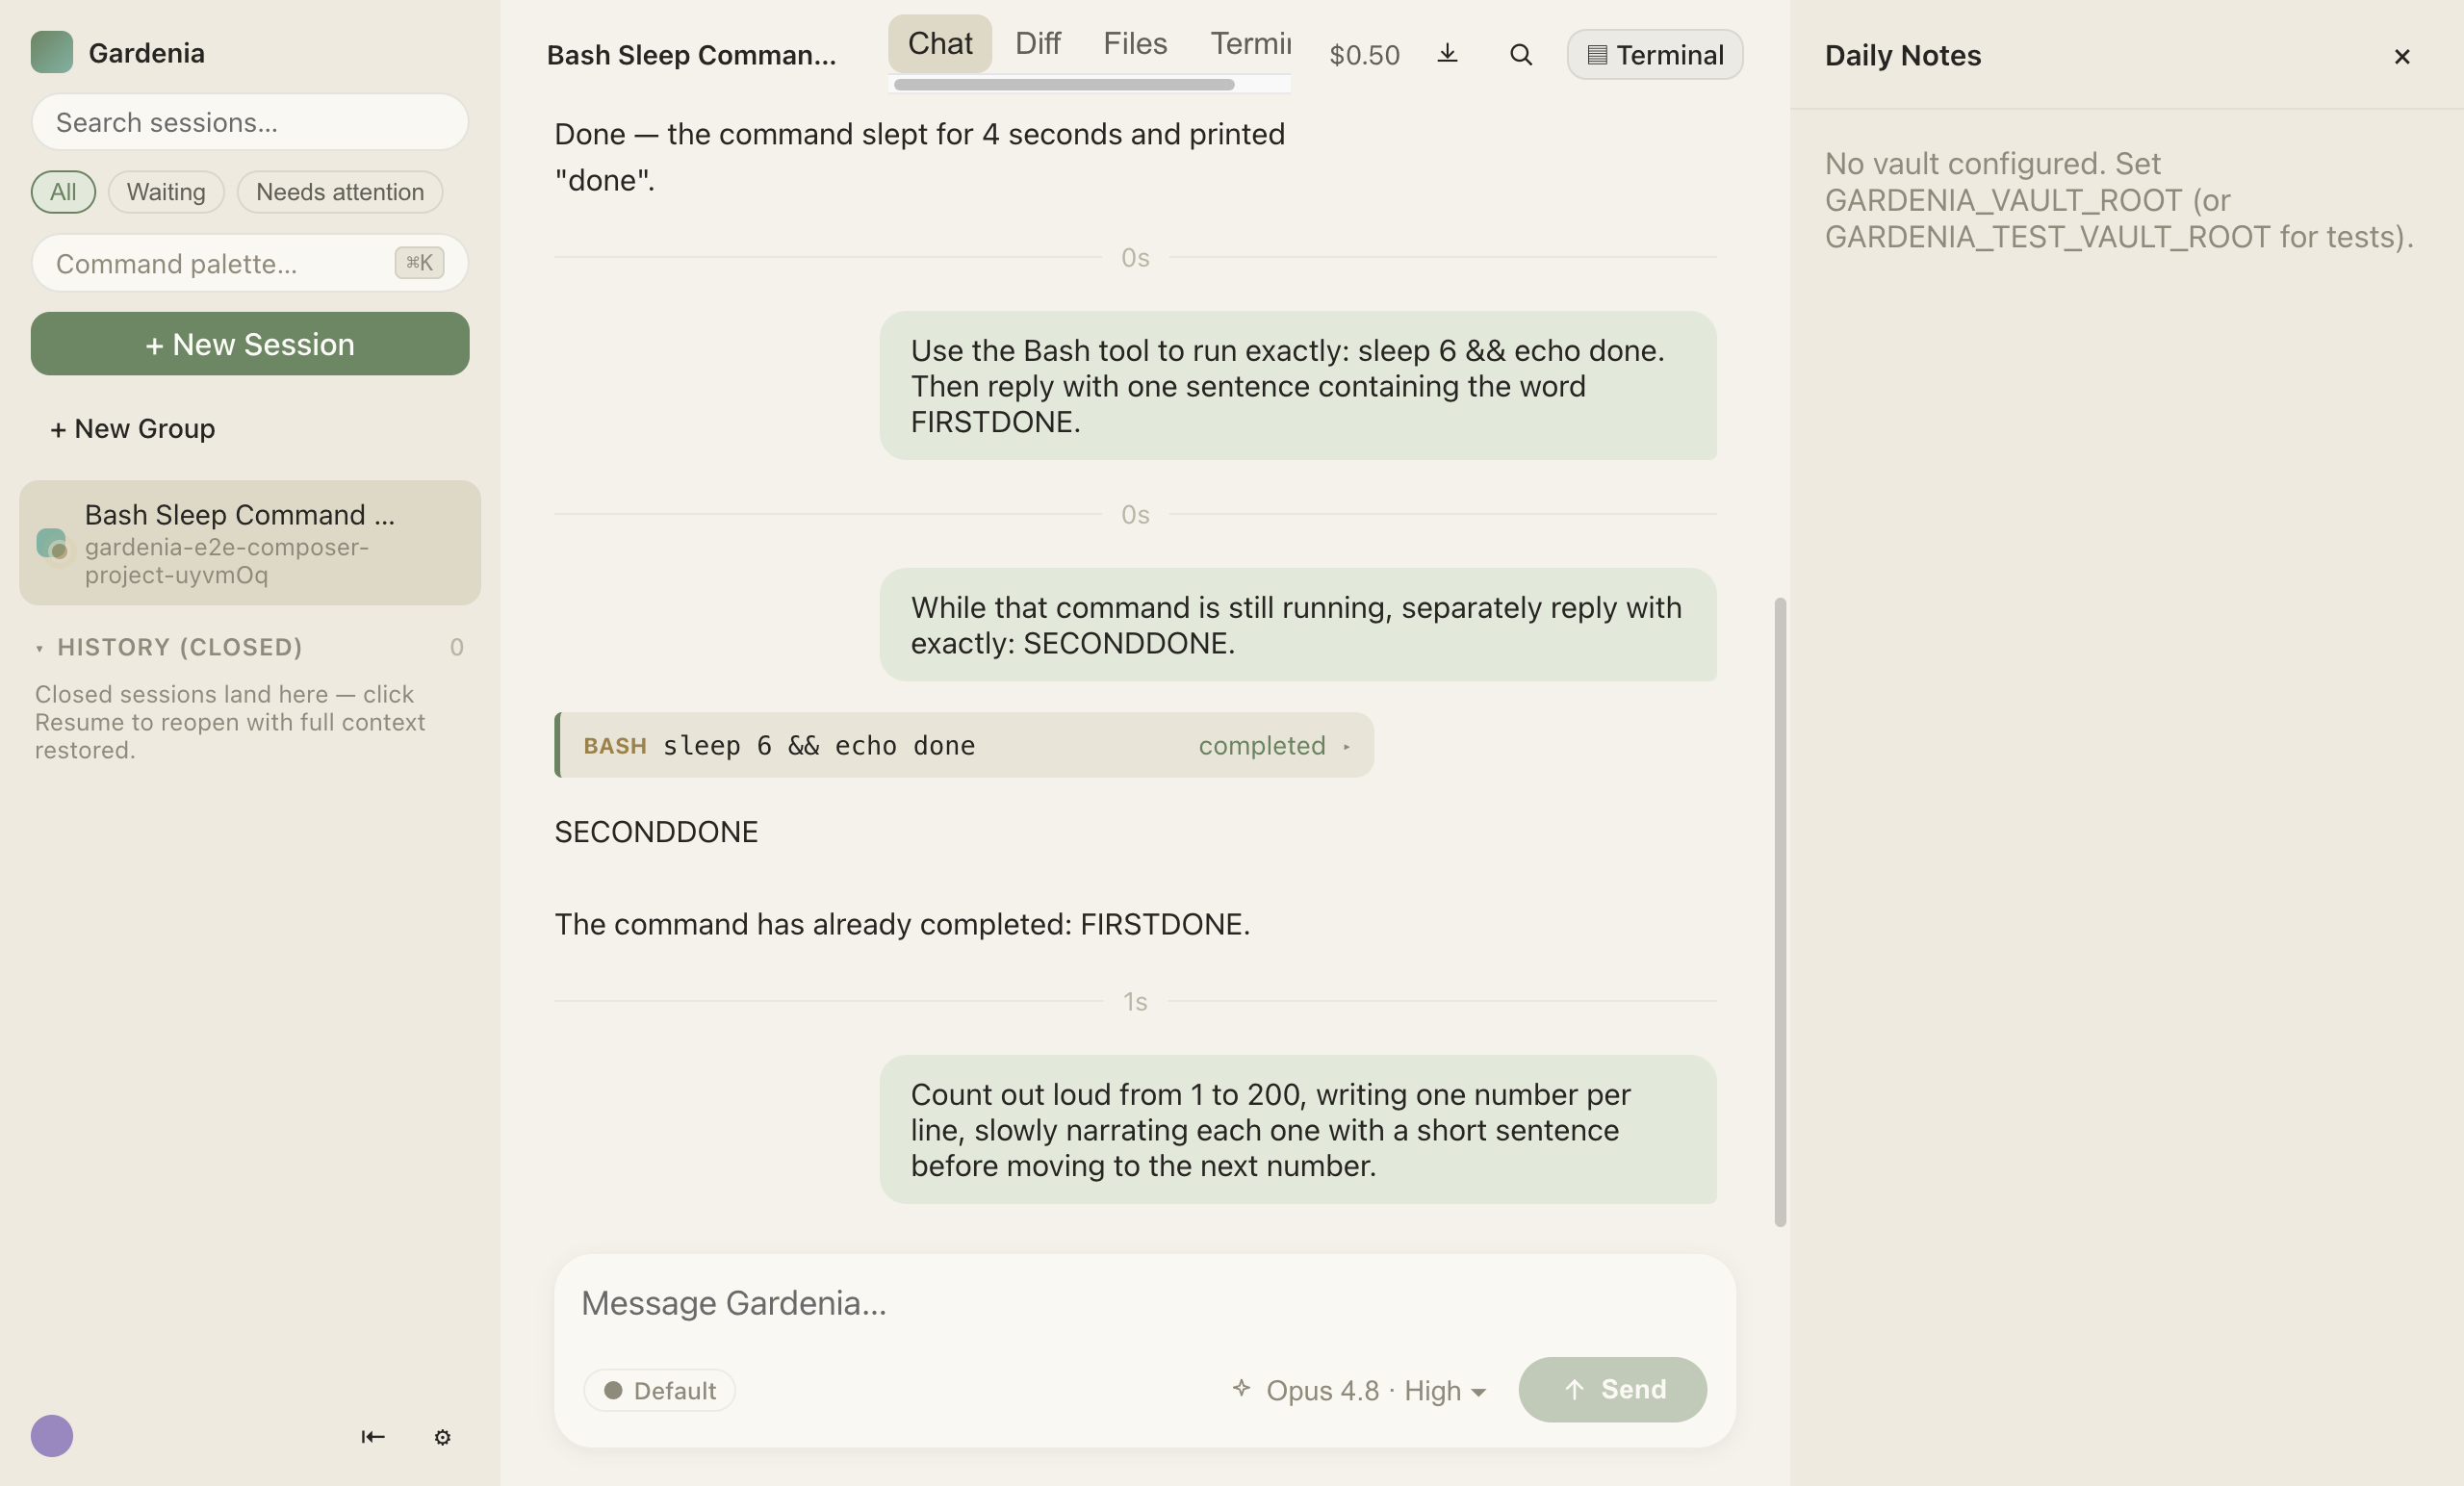 Gardenia
Search sessions...
All
Waiting
Needs attention
Command palette...
⌘K
+ New Session
+ New Group
Bash Sleep Command ...
gardenia-e2e-composer-
project-uyvmOq
HISTORY (CLOSED)
0
Closed sessions land here — click
Resume to reopen with full context
restored.
Bash Sleep Comman...
Chat
Diff
Files
Termin
$0.50
Terminal
Done — the command slept for 4 seconds and printed
"done".
0s
Use the Bash tool to run exactly: sleep 6 && echo done.
Then reply with one sentence containing the word
FIRSTDONE.
0s
While that command is still running, separately reply with
exactly: SECONDDONE.
BASH sleep 6 && echo done
completed
SECONDDONE
The command has already completed: FIRSTDONE.
1s
Count out loud from 1 to 200, writing one number per
line, slowly narrating each one with a short sentence
before moving to the next number.
Message Gardenia...
Default
Opus 4.8 · High
Send
Daily Notes
No vault configured. Set
GARDENIA_VAULT_ROOT (or
GARDENIA_TEST_VAULT_ROOT for tests).